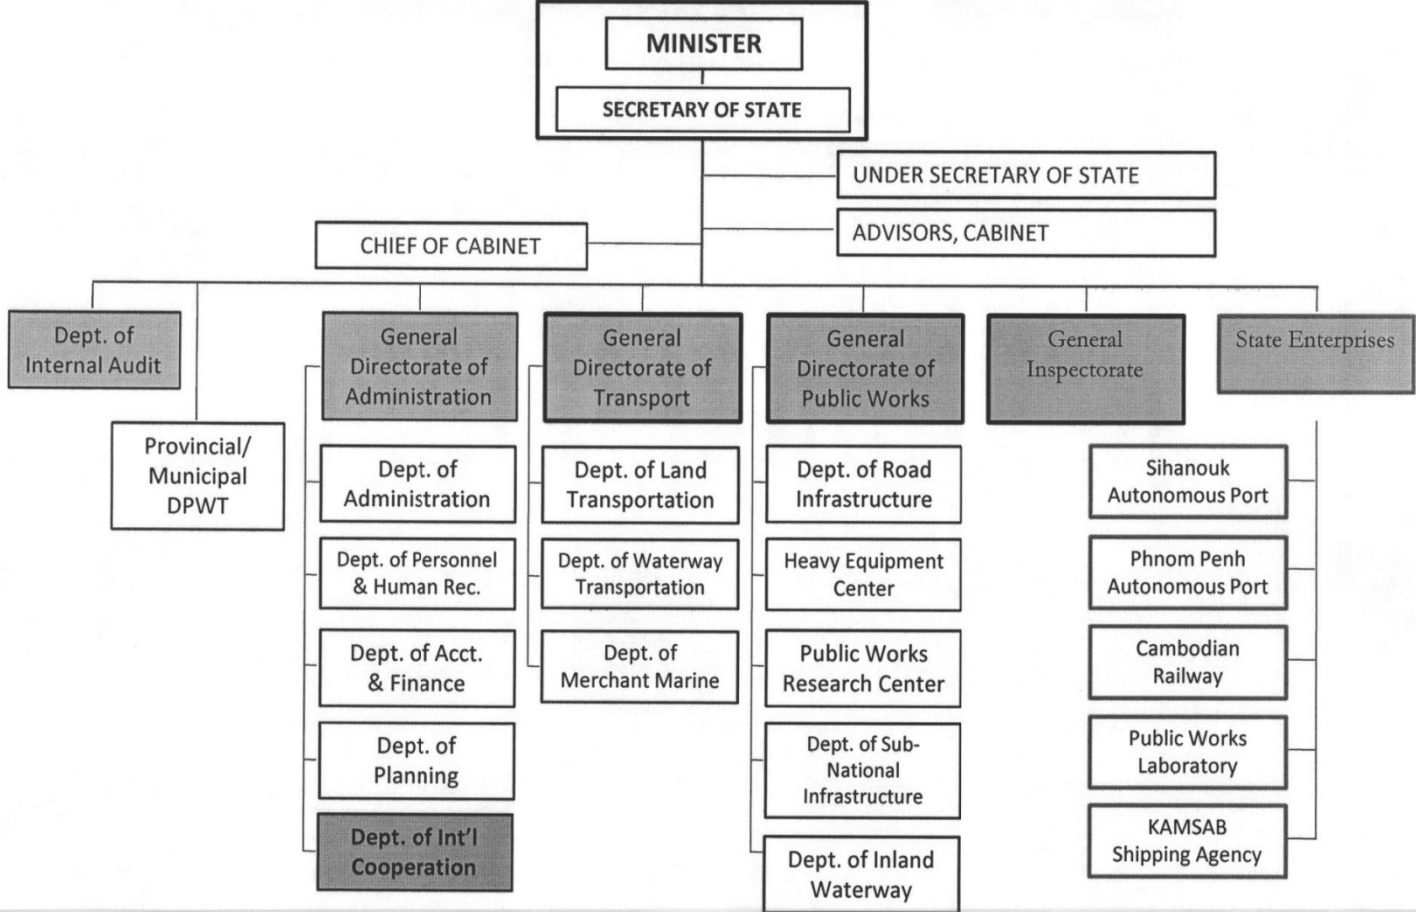 MINISTER
SECRETARY OF STATE
UNDER SECRETARY OF STATE
ADVISORS, CABINET
CHIEF OF CABINET
Dept. of
Internal Audit
Provincial/
Municipal
DPWT
General
Directorate of
Administration
Dept. of
Administration
Dept. of Personnel
& Human Rec.
Dept. of Acct.
& Finance
Dept. of
Planning
Dept. of Int'l
Cooperation
General
Directorate of
Transport
Dept. of Land
Transportation
Dept. of Waterway
Transportation
Dept. of
Merchant Marine
General
Directorate of
Public Works
Dept. of Road
Infrastructure
Heavy Equipment
Center
Public Works
Research Center
Dept. of Sub-
National
Infrastructure
Dept. of Inland
Waterway
General
Inspectorate
State Enterprises
Sihanouk
Autonomous Port
Phnom Penh
Autonomous Port
Cambodian
Railway
Public Works
Laboratory
KAMSAB
Shipping Agency